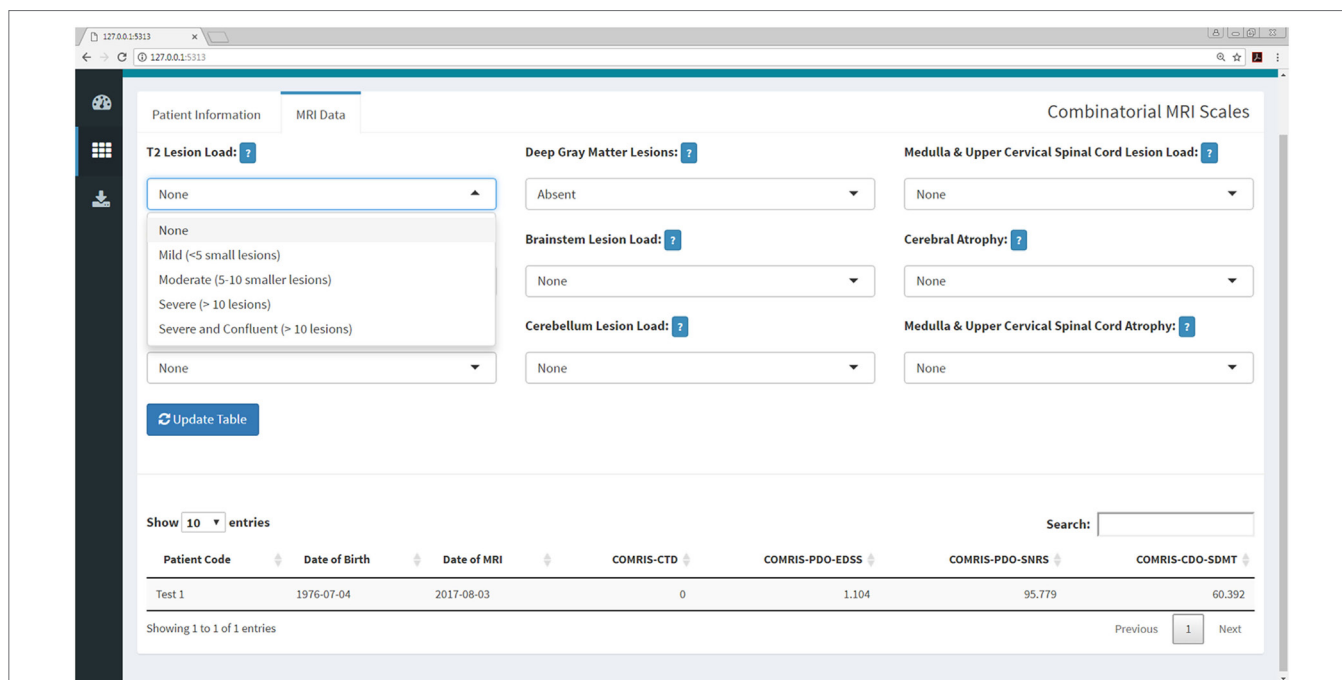 127.0.0.1:5313
127.0.0.1:5313
Patient Information MRI Data Combinatorial MRI Scales
T2 Lesion Load: ? Deep Gray Matter Lesions: ? Medulla & Upper Cervical Spinal Cord Lesion Load: ?
None Absent None
None
Mild (<5 small lesions)
Moderate (5-10 smaller lesions)
Severe (> 10 lesions)
Severe and Confluent (> 10 lesions)
Brainstem Lesion Load: ? Cerebral Atrophy: ?
None None
Cerebellum Lesion Load: ? Medulla & Upper Cervical Spinal Cord Atrophy: ?
None None None
Update Table
Show 10 entries Search:
Patient Code Date of Birth Date of MRI COMRIS-CTD COMRIS-PDO-EDSS COMRIS-PDO-SNRS COMRIS-CDO-SDMT
Test 1 1976-07-04 2017-08-03 0 1.104 95.779 60.392
Showing 1 to 1 of 1 entries Previous 1 Next